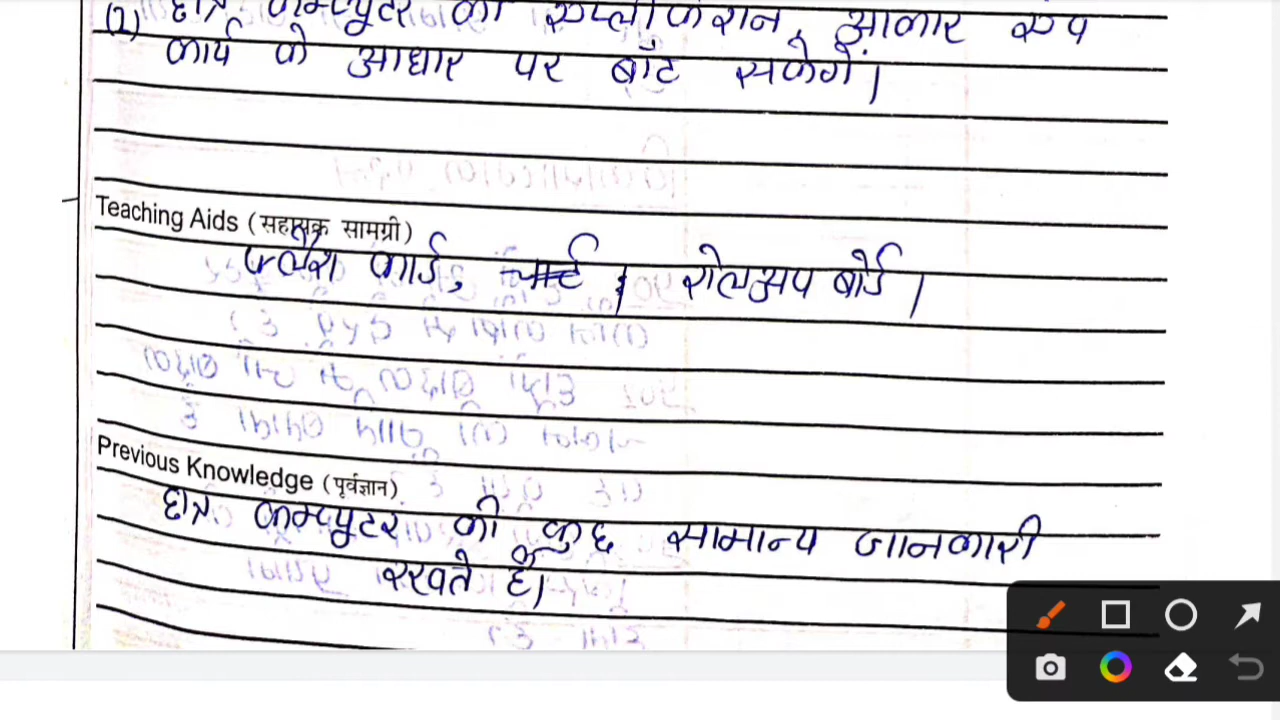 (2) छात्र कम्प्यूटर को एप्लीकेशन, आकार एवं
कार्य के आधार पर बाँट सकेगें।
Teaching Aids (सहायक सामग्री)
फ्लैश कार्ड, चार्ट, रोलअप बोर्ड।
Previous Knowledge (पूर्वज्ञान)
छात्र कम्प्यूटर की कुछ सामान्य जानकारी
रखते हैं।